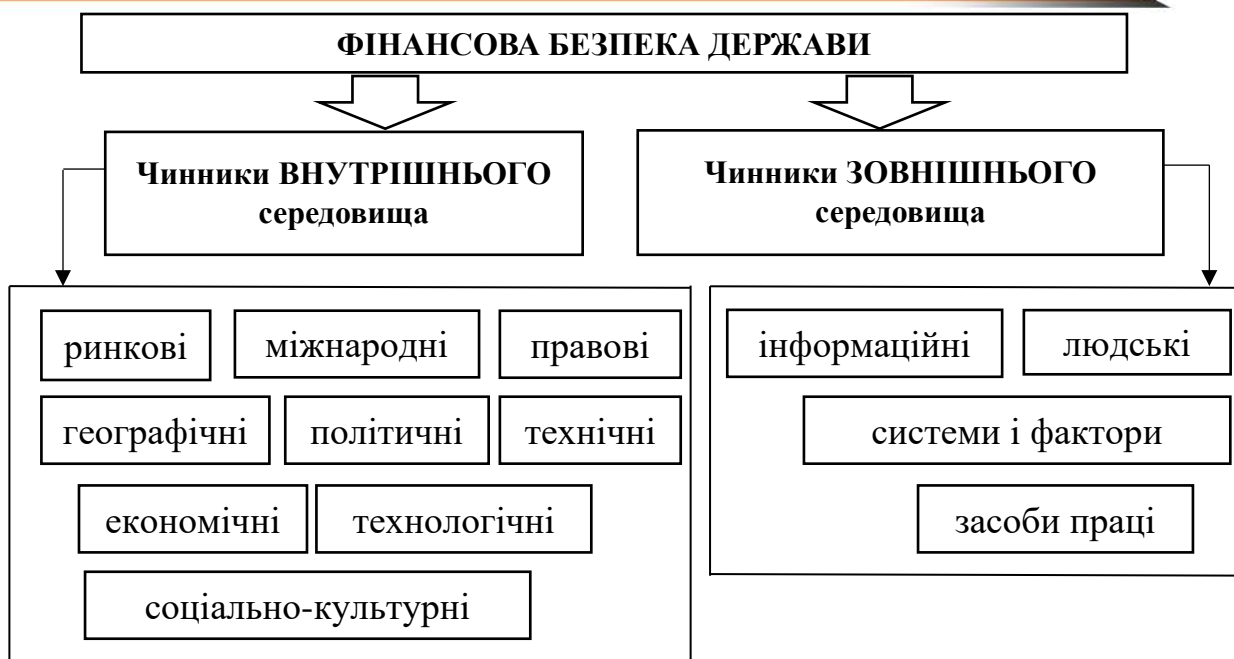 ФІНАНСОВА БЕЗПЕКА ДЕРЖАВИ
Чинники ВНУТРІШНЬОГО
середовища
Чинники ЗОВНІШНЬОГО
середовища
ринкові
міжнародні
правові
географічні
політичні
технічні
економічні
технологічні
соціально-культурні
інформаційні
людські
системи і фактори
засоби праці